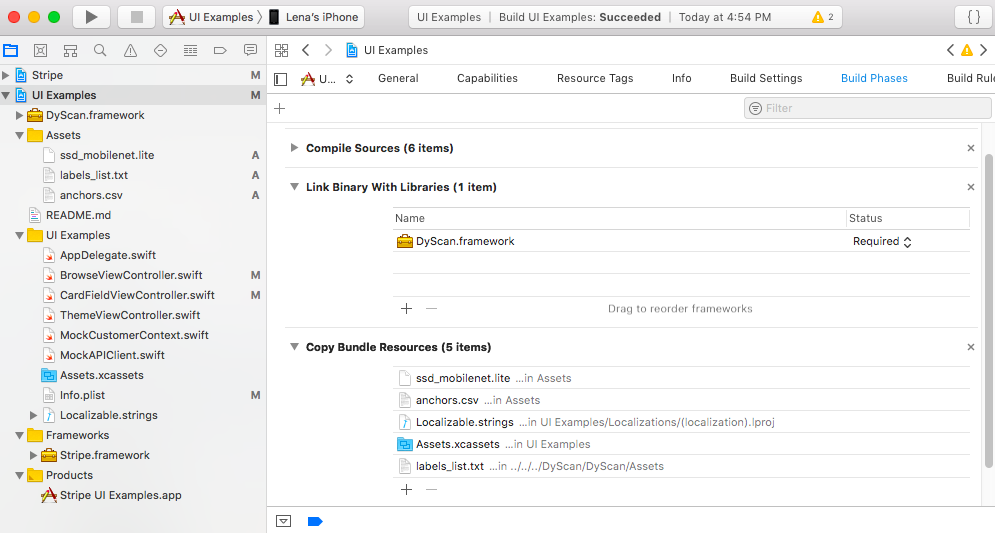 UI Examples 〉 Lena's iPhone
UI Examples | Build UI Examples: Succeeded | Today at 4:54 PM 2 { }
UI Examples
Stripe M
UI Examples M
DyScan.framework
Assets
ssd_mobilenet.lite A
labels_list.txt A
anchors.csv A
README.md
UI Examples
AppDelegate.swift
BrowseViewController.swift M
CardFieldViewController.swift M
ThemeViewController.swift
MockCustomerContext.swift
MockAPIClient.swift
Assets.xcassets
Info.plist M
Localizable.strings
Frameworks
Stripe.framework
Products
Stripe UI Examples.app
U... General Capabilities Resource Tags Info Build Settings Build Phases Build Rule
Filter
Compile Sources (6 items)
Link Binary With Libraries (1 item)
Name Status
DyScan.framework Required
Drag to reorder frameworks
Copy Bundle Resources (5 items)
ssd_mobilenet.lite ...in Assets
anchors.csv ...in Assets
Localizable.strings ...in UI Examples/Localizations/(localization).lproj
Assets.xcassets ...in UI Examples
labels_list.txt ...in ../../../DyScan/DyScan/Assets